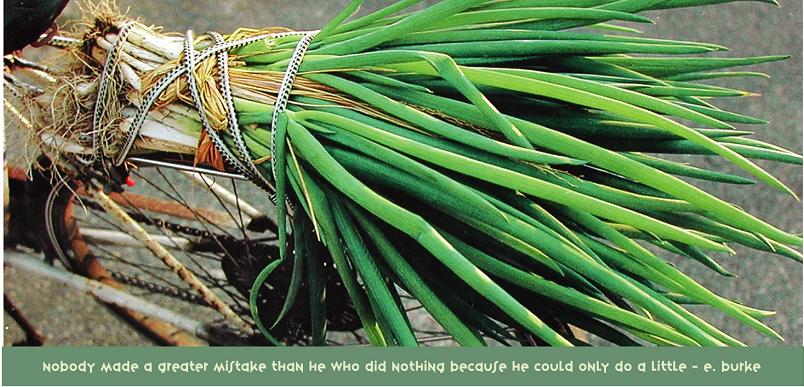 Nobody made a greater mistake than he who did nothing because he could only do a little - e. burke